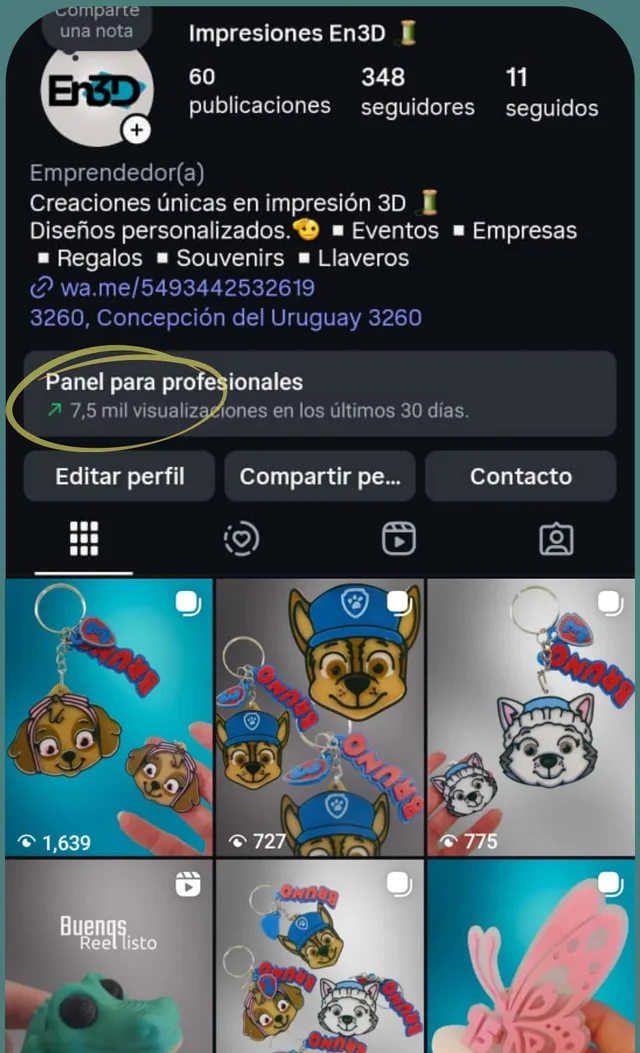 Comparte
una nota
Impresiones En3D
En3D
60
publicaciones
348
seguidores
11
seguidos
Emprendedor(a)
Creaciones únicas en impresión 3D
Diseños personalizados. ▪️Eventos ▪️Empresas
▪️Regalos ▪️Souvenirs ▪️Llaveros
wa.me/5493442532619
3260, Concepción del Uruguay 3260
Panel para profesionales
7,5 mil visualizaciones en los últimos 30 días.
Editar perfil
Compartir pe...
Contacto
BRUNO
1,639
BRUNO
BRUNO
727
BRUNO
775
Buenqs
Reel listo
BRUNO
BRUNO
BRUNO
BRUNO
15